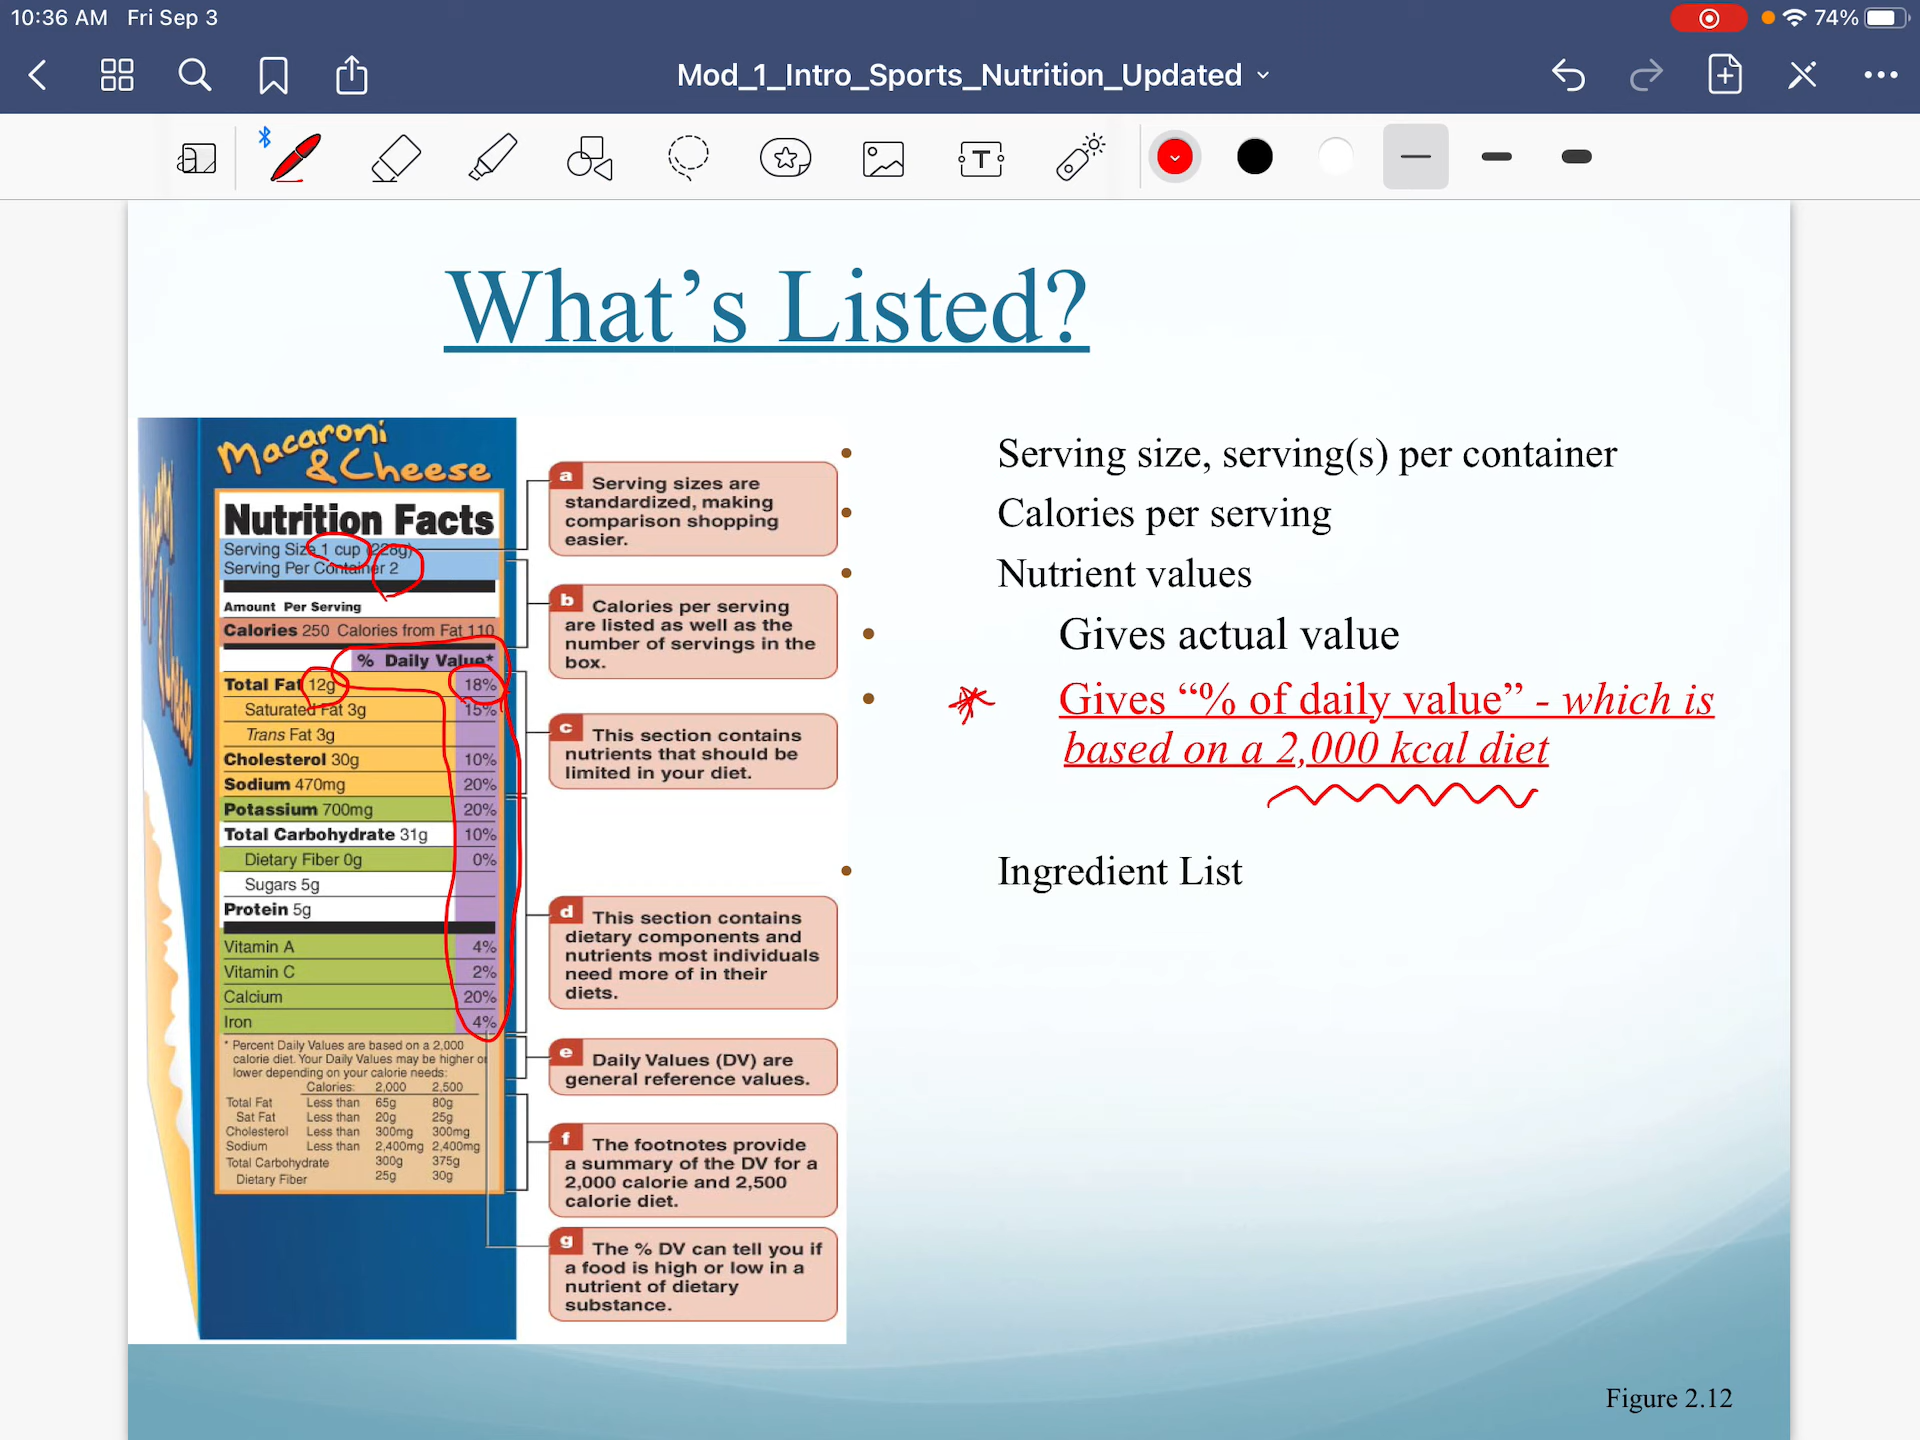 10:36 AM Fri Sep 3
74%
Mod_1_Intro_Sports_Nutrition_Updated
T
What's Listed?
Macaroni
& Cheese
Nutrition Facts
Serving Size 1 cup (228g)
Serving Per Container 2
Amount Per Serving
Calories 250 Calories from Fat 110
% Daily Value*
Total Fat 12g 18%
Saturated Fat 3g 15%
Trans Fat 3g
Cholesterol 30g 10%
Sodium 470mg 20%
Potassium 700mg 20%
Total Carbohydrate 31g 10%
Dietary Fiber 0g 0%
Sugars 5g
Protein 5g
Vitamin A 4%
Vitamin C 2%
Calcium 20%
Iron 4%
* Percent Daily Values are based on a 2,000
calorie diet. Your Daily Values may be higher or
lower depending on your calorie needs:
Calories: 2,000 2,500
Total Fat Less than 65g 80g
Sat Fat Less than 20g 25g
Cholesterol Less than 300mg 300mg
Sodium Less than 2,400mg 2,400mg
Total Carbohydrate 300g 375g
Dietary Fiber 25g 30g
a Serving sizes are
standardized, making
comparison shopping
easier.
b Calories per serving
are listed as well as the
number of servings in the
box.
c This section contains
nutrients that should be
limited in your diet.
d This section contains
dietary components and
nutrients most individuals
need more of in their
diets.
e Daily Values (DV) are
general reference values.
f The footnotes provide
a summary of the DV for a
2,000 calorie and 2,500
calorie diet.
g The % DV can tell you if
a food is high or low in a
nutrient of dietary
substance.
• Serving size, serving(s) per container
• Calories per serving
• Nutrient values
• Gives actual value
• * Gives “% of daily value” - which is
based on a 2,000 kcal diet
• Ingredient List
Figure 2.12